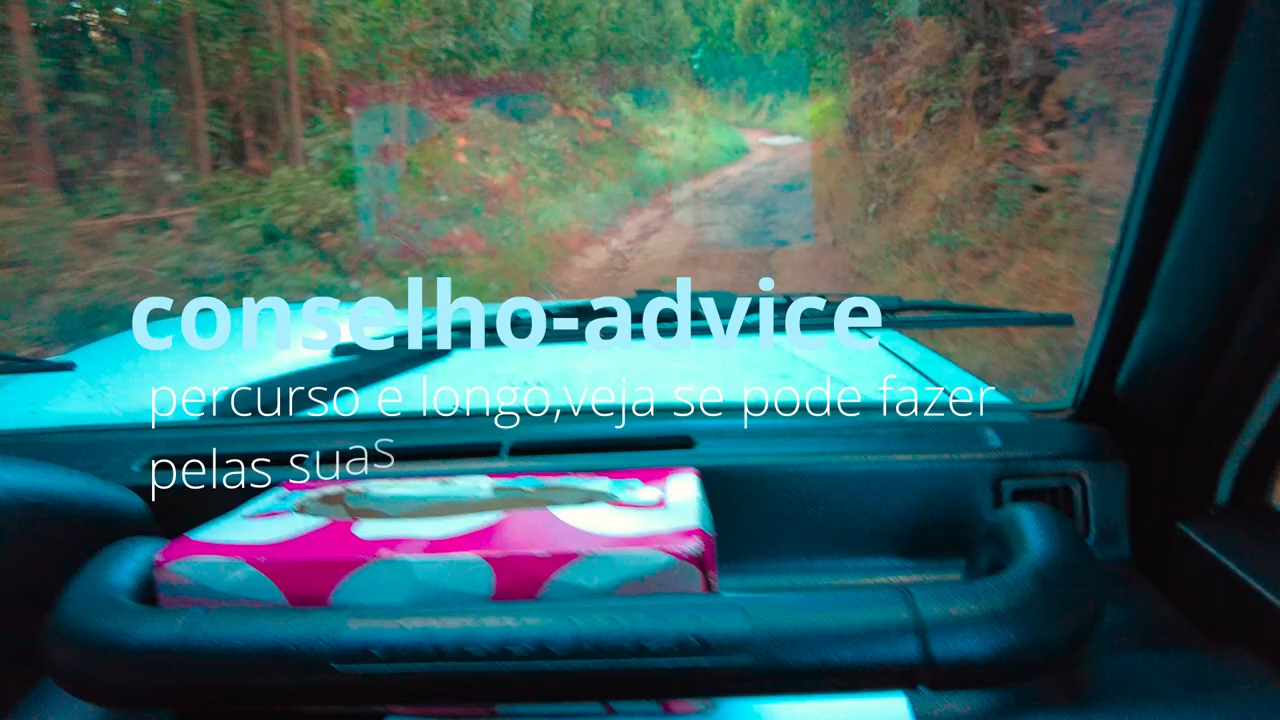 conselho-advice
percurso e longo,veja se pode fazer
pelas suas